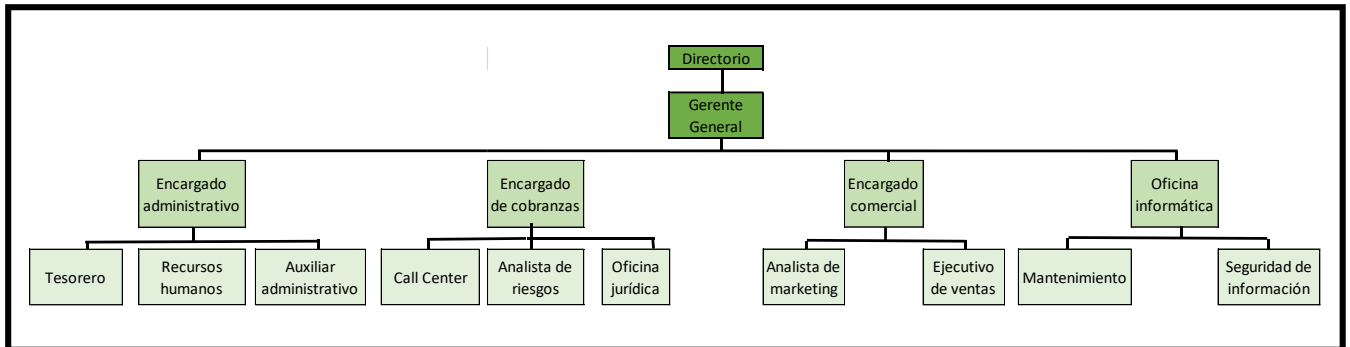 Directorio
Gerente
General
Encargado
administrativo
Encargado
de cobranzas
Encargado
comercial
Oficina
informática
Tesorero
Recursos
humanos
Auxiliar
administrativo
Call Center
Analista de
riesgos
Oficina
jurídica
Analista de
marketing
Ejecutivo
de ventas
Mantenimiento
Seguridad de
información